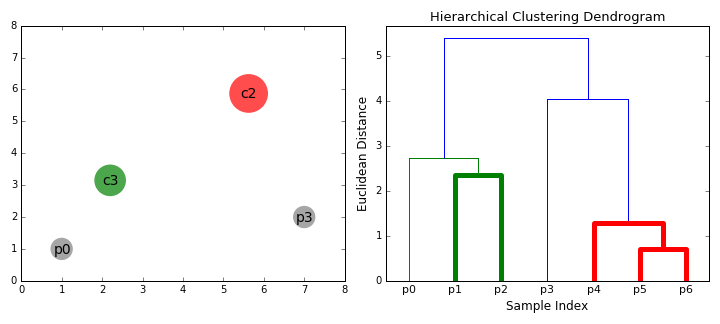 Hierarchical Clustering Dendrogram
8
7
6
5
4
3
2
1
0
c2
c3
p3
p0
0 1 2 3 4 5 6 7 8
Euclidean Distance
5
4
3
2
1
0
p0 p1 p2 p3 p4 p5 p6
Sample Index